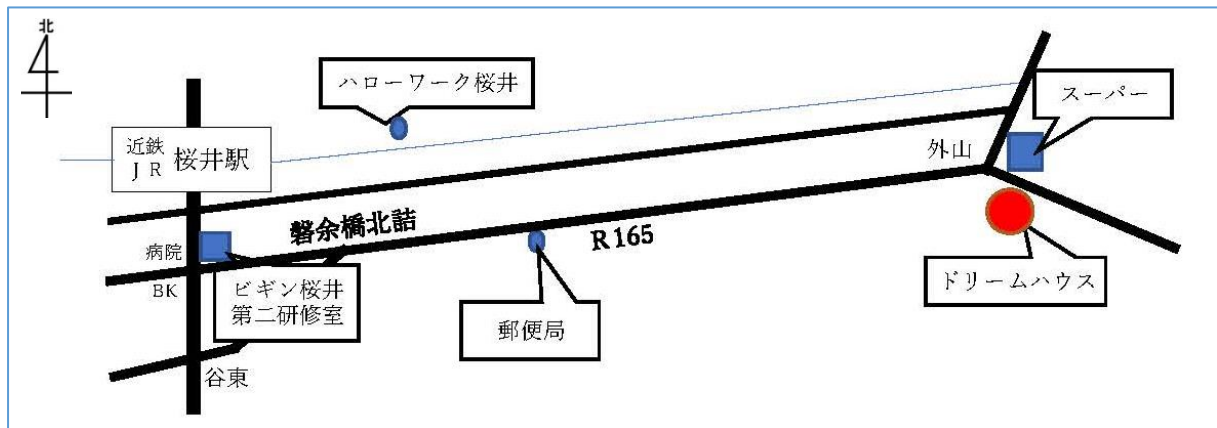 北
ハローワーク桜井
スーパー
近鉄
ＪＲ
桜井駅
外山
磐余橋北詰
Ｒ165
病院
BK
ビギン桜井
第二研修室
郵便局
ドリームハウス
谷東